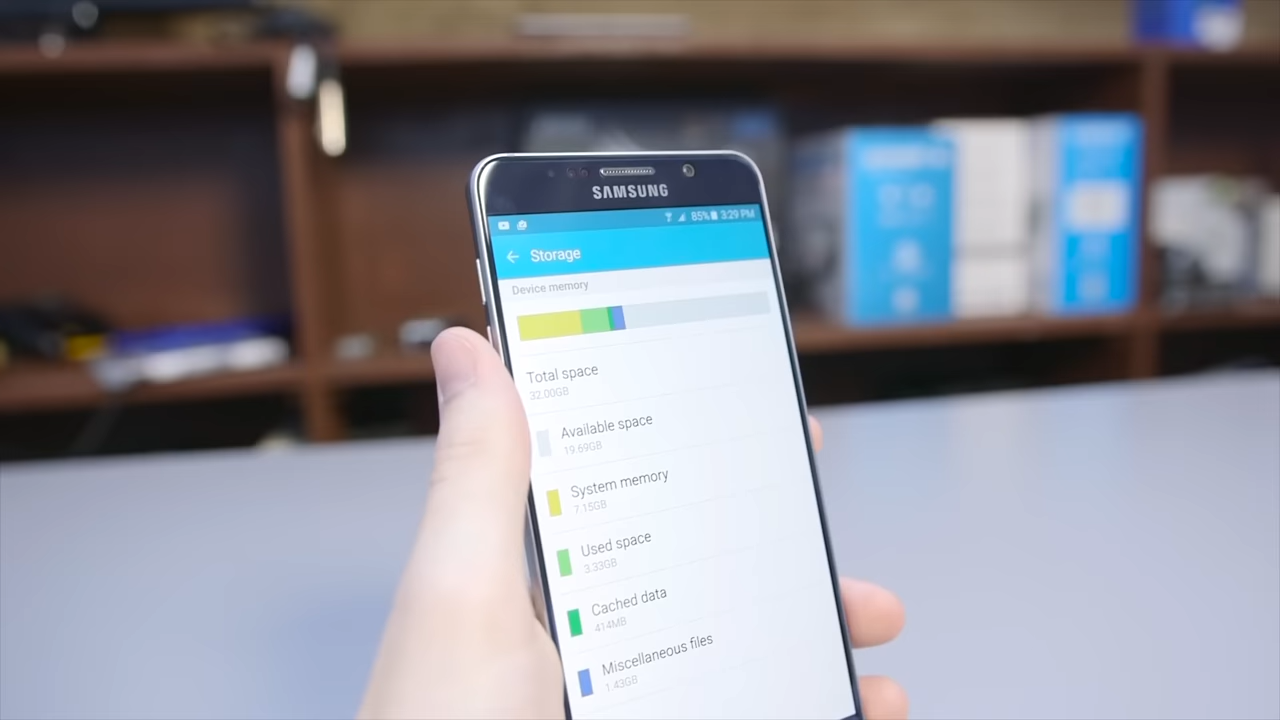 SAMSUNG
85% 3:29 PM
Storage
Device memory
Total space
32.00GB
Available space
19.69GB
System memory
7.15GB
Used space
3.33GB
Cached data
414MB
Miscellaneous files
1.43GB